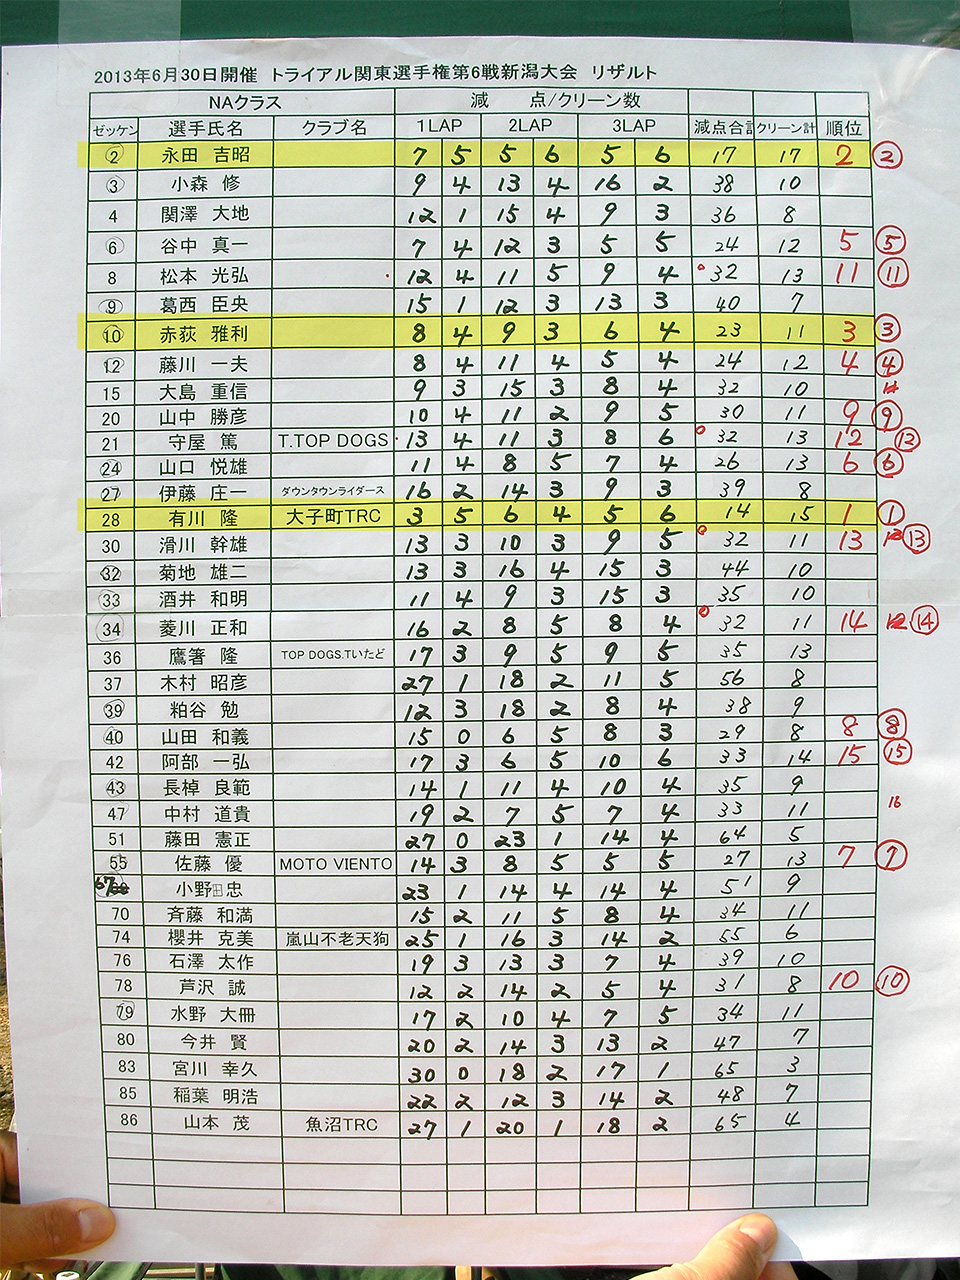 2013年6月30日開催 トライアル関東選手権第6戦新潟大会 リザルト
NAクラス 減 点/クリーン数
ゼッケン 選手氏名 クラブ名 1LAP 2LAP 3LAP 減点合計 クリーン計 順位
2 永田 吉昭 7 5 5 6 5 6 17 17 2 2
3 小森 修 9 4 13 4 16 2 38 10
4 関澤 大地 12 1 15 4 9 3 36 8
6 谷中 真一 7 4 12 3 5 5 24 12 5 5
8 松本 光弘 12 4 11 5 9 4 32 13 11 11
9 葛西 臣央 15 1 12 3 13 3 40 7
10 赤荻 雅利 8 4 9 3 6 4 23 11 3 3
12 藤川 一夫 8 4 11 4 5 4 24 12 4 4
15 大島 重信 9 3 15 3 8 4 32 10
20 山中 勝彦 10 4 11 2 9 5 30 11 9 9
21 守屋 篤 T.TOP DOGS 13 4 11 3 8 6 32 13 12 12
24 山口 悦雄 11 4 8 5 7 4 26 13 6 6
27 伊藤 庄一 ダウンタウンライダース 16 2 14 3 9 3 39 8
28 有川 隆 大子町TRC 3 5 6 4 5 6 14 15 1 1
30 滑川 幹雄 13 3 10 3 9 5 32 11 13 13
32 菊地 雄二 13 3 16 4 15 3 44 10
33 酒井 和明 11 4 9 3 15 3 35 10
34 菱川 正和 16 2 8 5 8 4 32 11 14 12 14
36 鷹箸 隆 TOP DOGS.Tいたど 17 3 9 5 9 5 35 13
37 木村 昭彦 27 1 18 2 11 5 56 8
39 粕谷 勉 12 3 18 2 8 4 38 9
40 山田 和義 15 0 6 5 8 3 29 8 8 8
42 阿部 一弘 17 3 6 5 10 6 33 14 15 15
43 長棹 良範 14 1 11 4 10 4 35 9
47 中村 道貴 19 2 7 5 7 4 33 11 16
51 藤田 憲正 27 0 23 1 14 4 64 5
55 佐藤 優 MOTO VIENTO 14 3 8 5 5 5 27 13 7 7
67 小野田 忠 23 1 14 4 14 4 51 9
70 斉藤 和満 15 2 11 5 8 4 34 11
74 櫻井 克美 嵐山不老天狗 25 1 16 3 14 2 55 6
76 石澤 太作 19 3 13 3 7 4 39 10
78 芦沢 誠 12 2 14 2 5 4 31 8 10 10
79 水野 大冊 17 2 10 4 7 5 34 11
80 今井 賢 20 2 14 3 13 2 47 7
83 宮川 幸久 30 0 18 2 17 1 65 3
85 稲葉 明浩 22 2 12 3 14 2 48 7
86 山本 茂 魚沼TRC 27 1 20 1 18 2 65 4